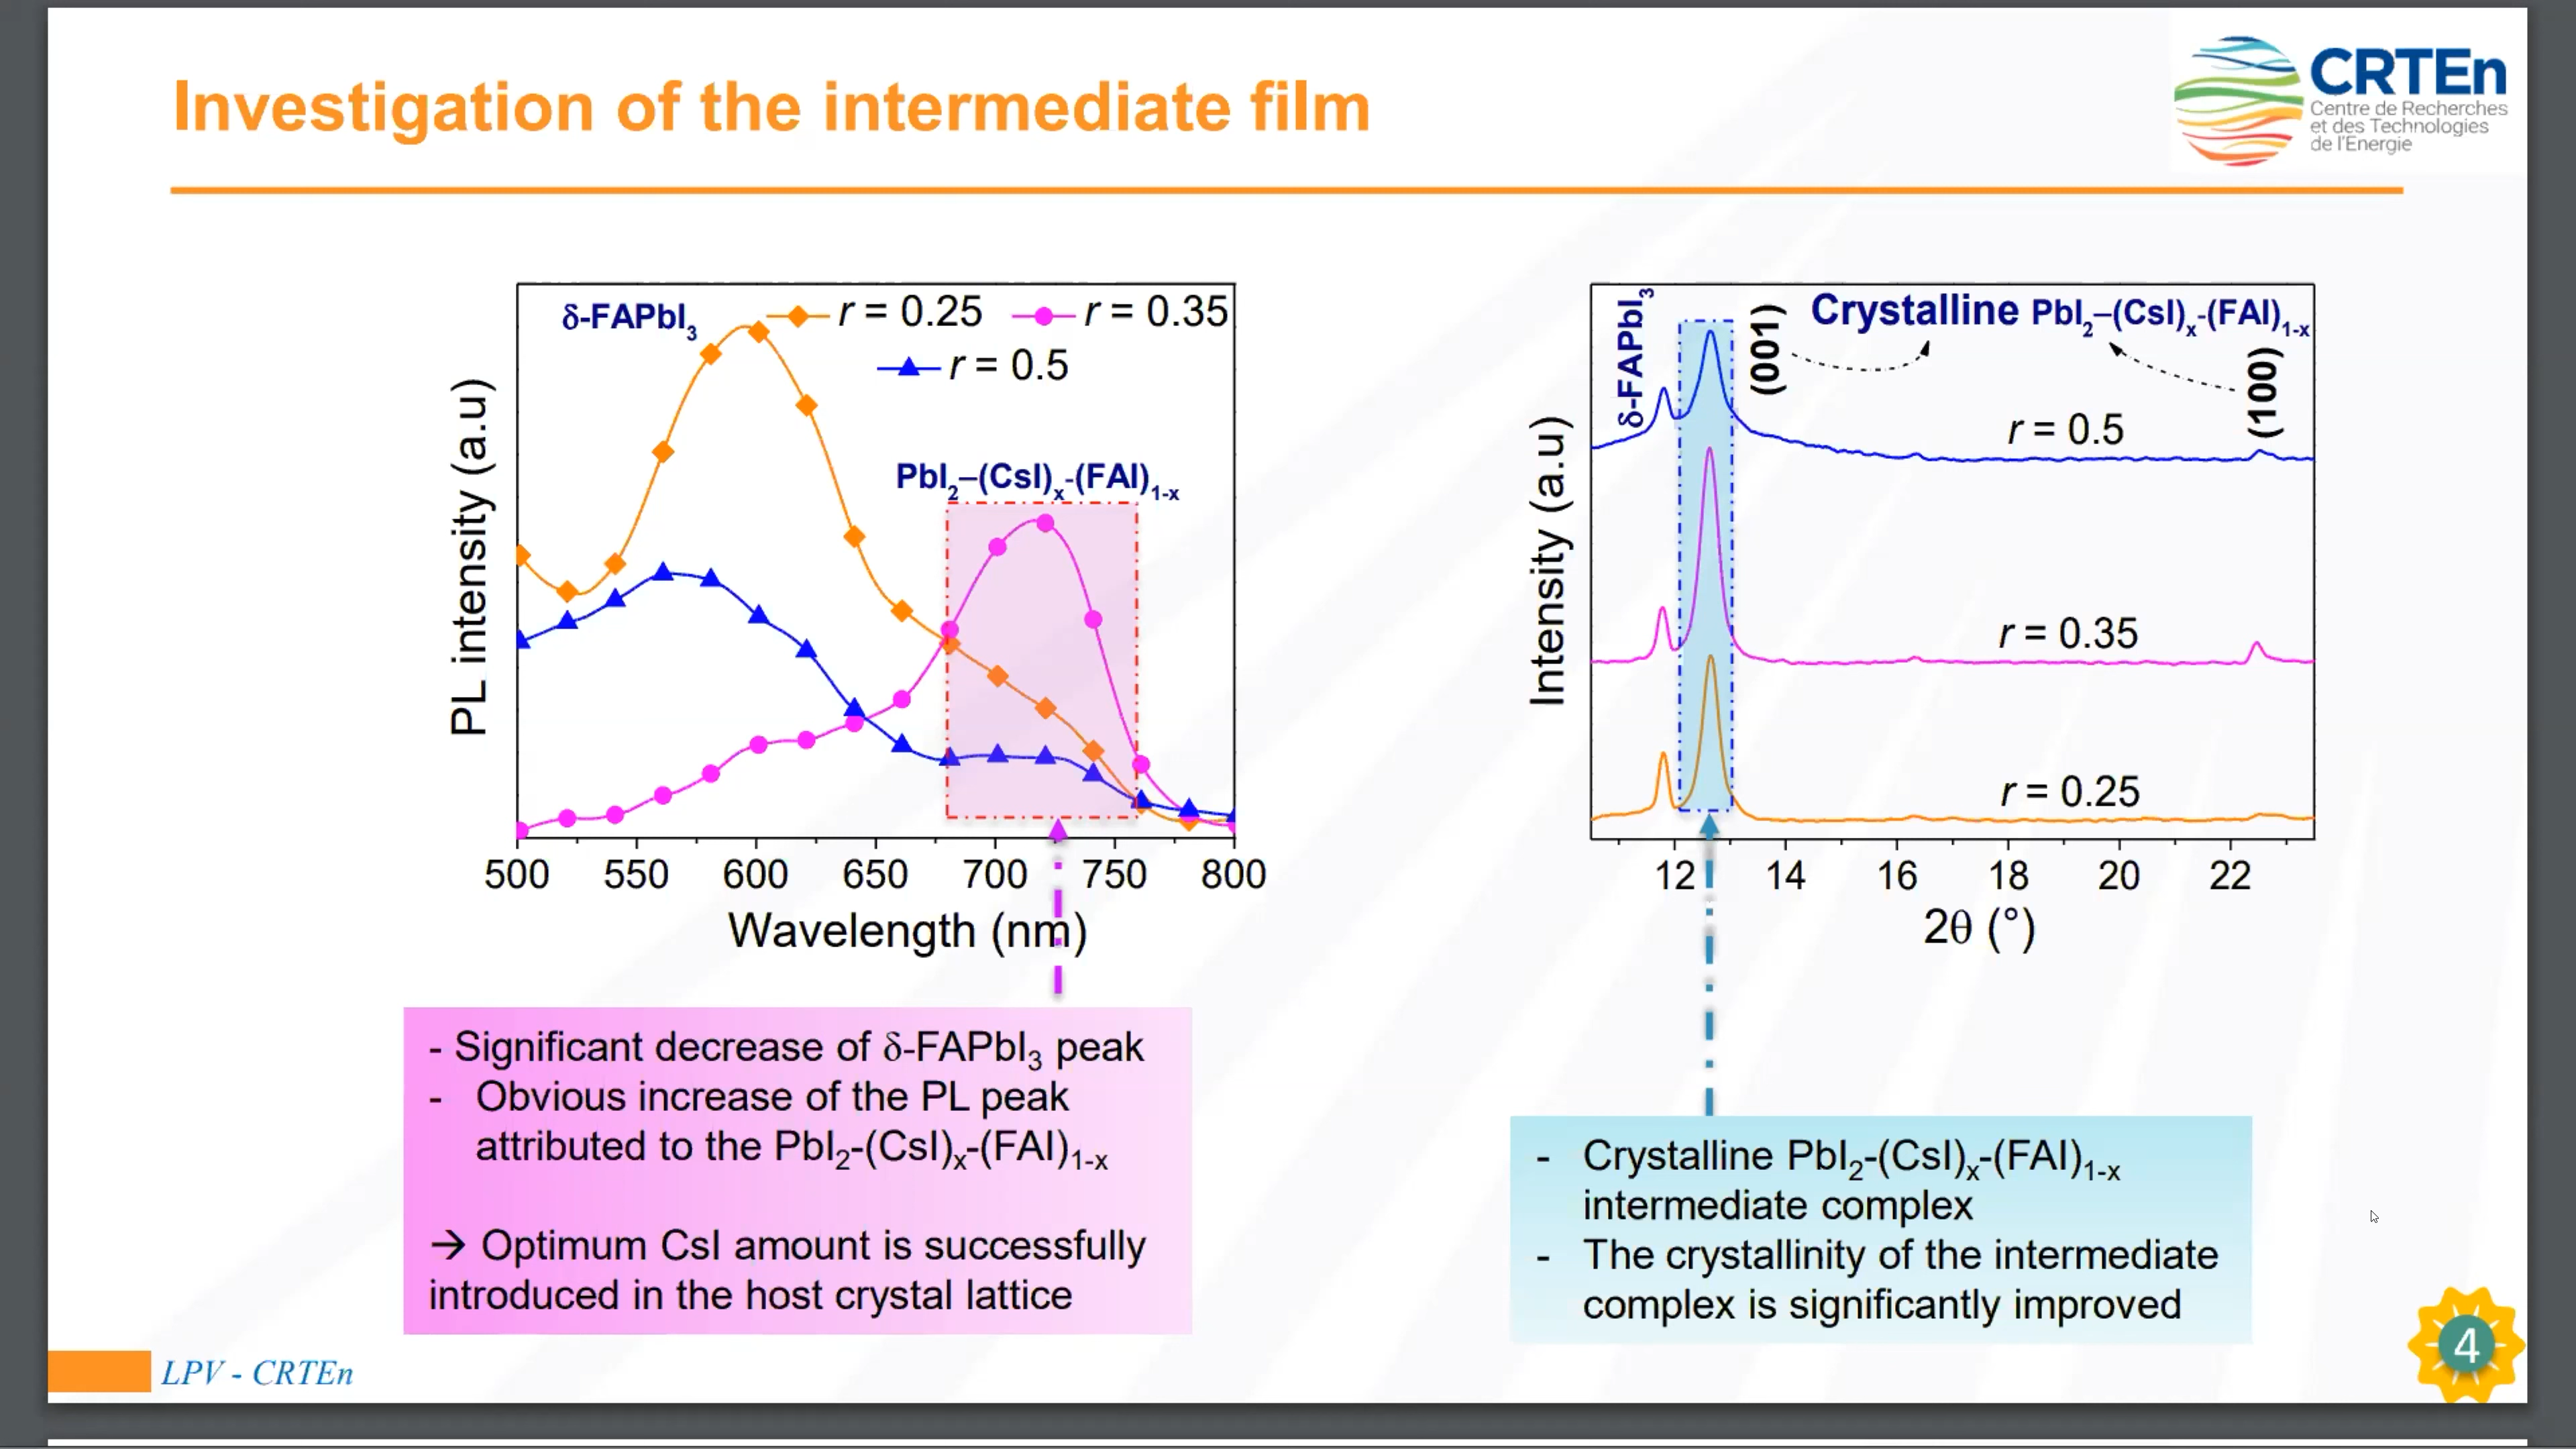 Investigation of the intermediate film
CRTEn
Centre de Recherches
et des Technologies
de l'Energie
δ-FAPbI3
r = 0.25
r = 0.35
r = 0.5
PbI2–(CsI)x-(FAI)1-x
PL intensity (a.u)
500 550 600 650 700 750 800
Wavelength (nm)
δ-FAPbI3
(001)
Crystalline PbI2–(CsI)x-(FAI)1-x
(100)
r = 0.5
r = 0.35
r = 0.25
Intensity (a.u)
12 14 16 18 20 22
2θ (°)
- Significant decrease of δ-FAPbI3 peak
- Obvious increase of the PL peak
attributed to the PbI2-(CsI)x-(FAI)1-x
→ Optimum CsI amount is successfully
introduced in the host crystal lattice
- Crystalline PbI2-(CsI)x-(FAI)1-x
intermediate complex
- The crystallinity of the intermediate
complex is significantly improved
LPV - CRTEn
4